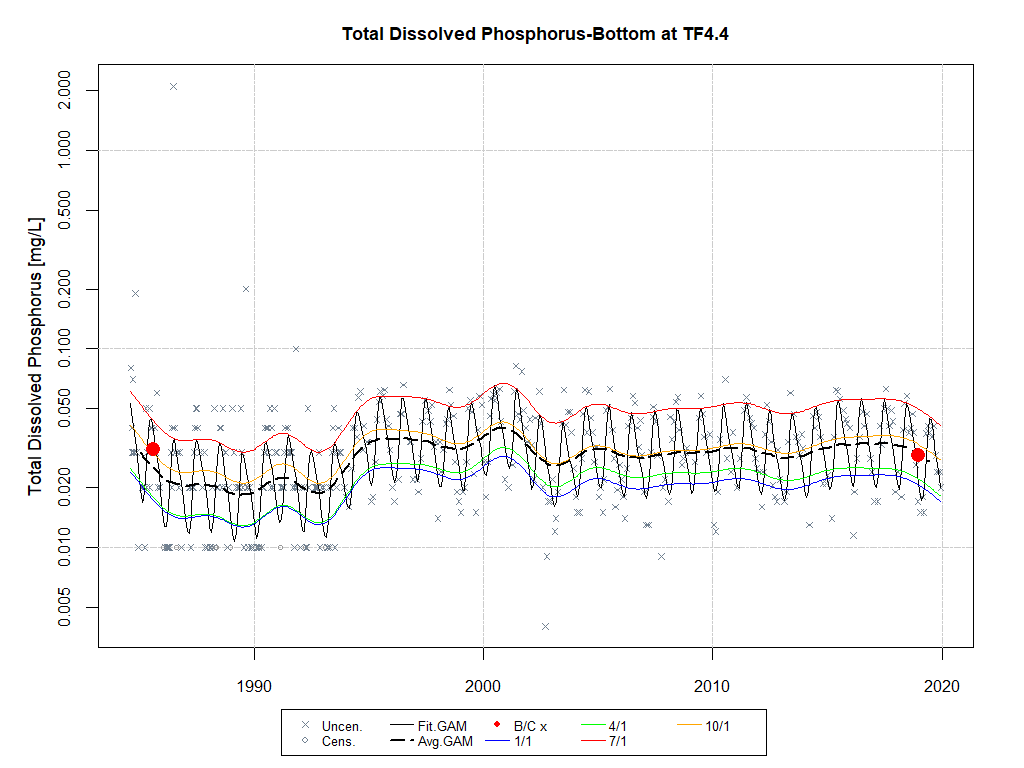 Total Dissolved Phosphorus-Bottom at TF4.4
Total Dissolved Phosphorus [mg/L]
2.000
1.000
0.500
0.200
0.100
0.050
0.020
0.010
0.005
1990 2000 2010 2020
Uncen. Fit.GAM B/C x 4/1 10/1
Cens. Avg.GAM 1/1 7/1